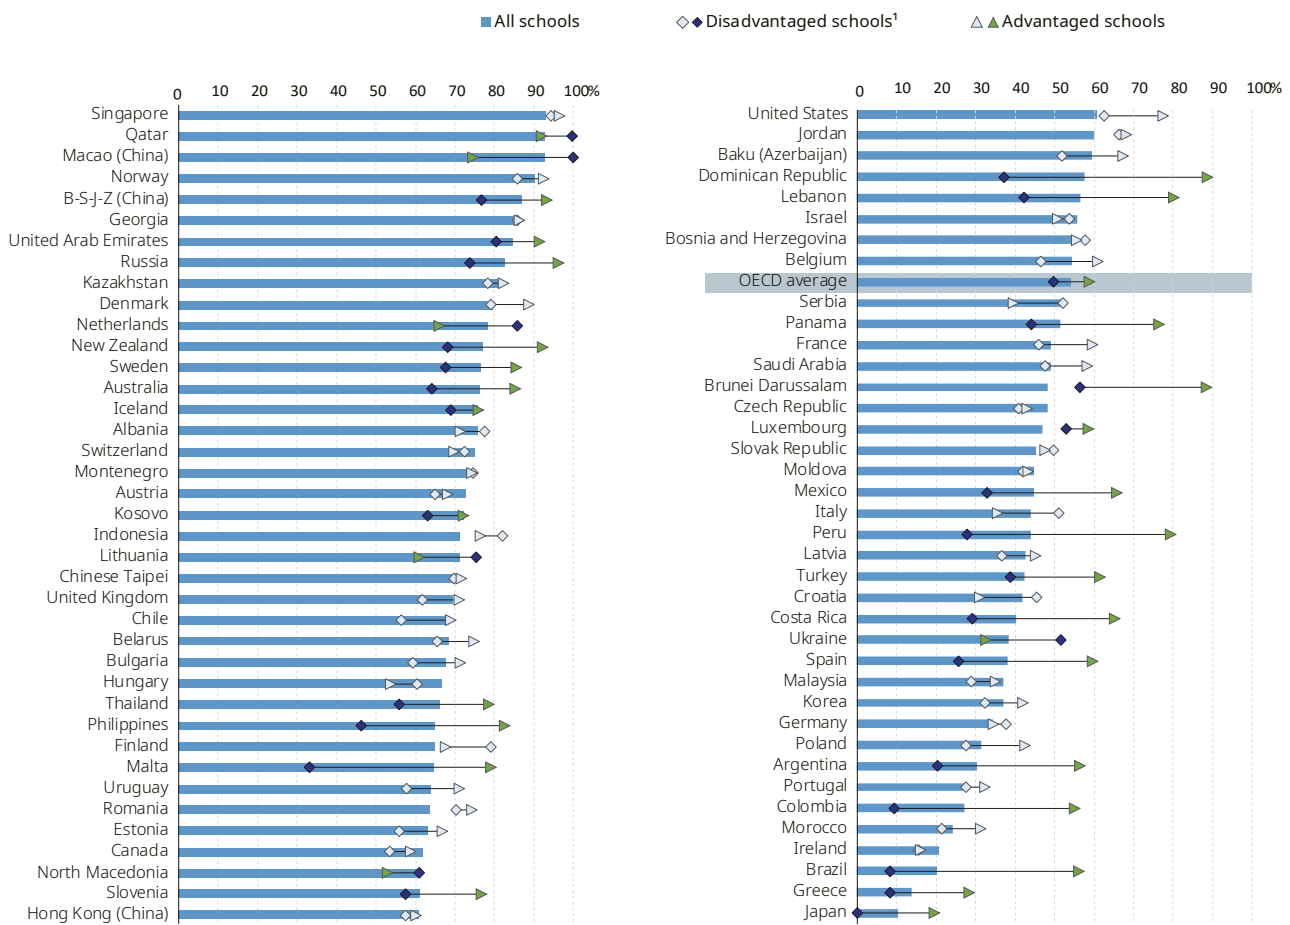 All schools Disadvantaged schools¹ Advantaged schools
0 10 20 30 40 50 60 70 80 90 100%
Singapore
Qatar
Macao (China)
Norway
B-S-J-Z (China)
Georgia
United Arab Emirates
Russia
Kazakhstan
Denmark
Netherlands
New Zealand
Sweden
Australia
Iceland
Albania
Switzerland
Montenegro
Austria
Kosovo
Indonesia
Lithuania
Chinese Taipei
United Kingdom
Chile
Belarus
Bulgaria
Hungary
Thailand
Philippines
Finland
Malta
Uruguay
Romania
Estonia
Canada
North Macedonia
Slovenia
Hong Kong (China)
0 10 20 30 40 50 60 70 80 90 100%
United States
Jordan
Baku (Azerbaijan)
Dominican Republic
Lebanon
Israel
Bosnia and Herzegovina
Belgium
OECD average
Serbia
Panama
France
Saudi Arabia
Brunei Darussalam
Czech Republic
Luxembourg
Slovak Republic
Moldova
Mexico
Italy
Peru
Latvia
Turkey
Croatia
Costa Rica
Ukraine
Spain
Malaysia
Korea
Germany
Poland
Argentina
Portugal
Colombia
Morocco
Ireland
Brazil
Greece
Japan